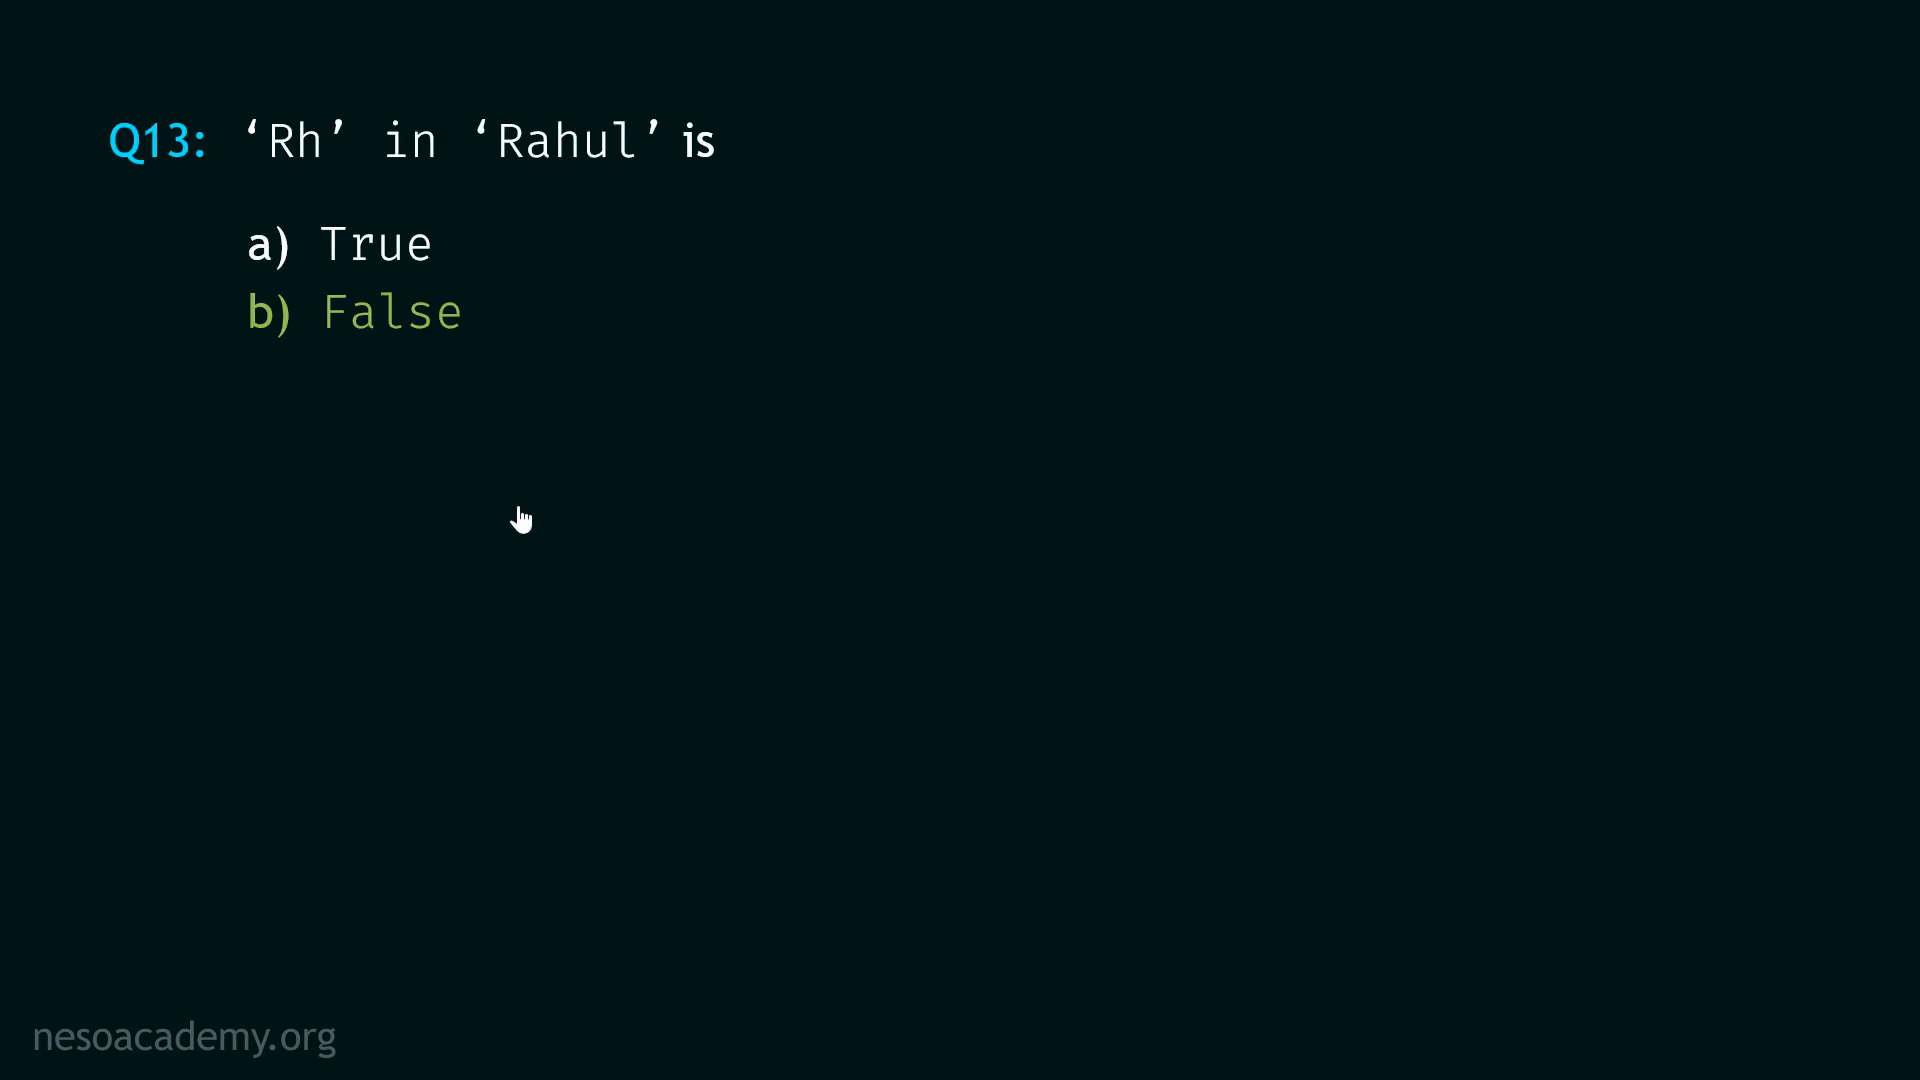 Q13: ‘Rh’ in ‘Rahul’ is
a) True
b) False
nesoacademy.org